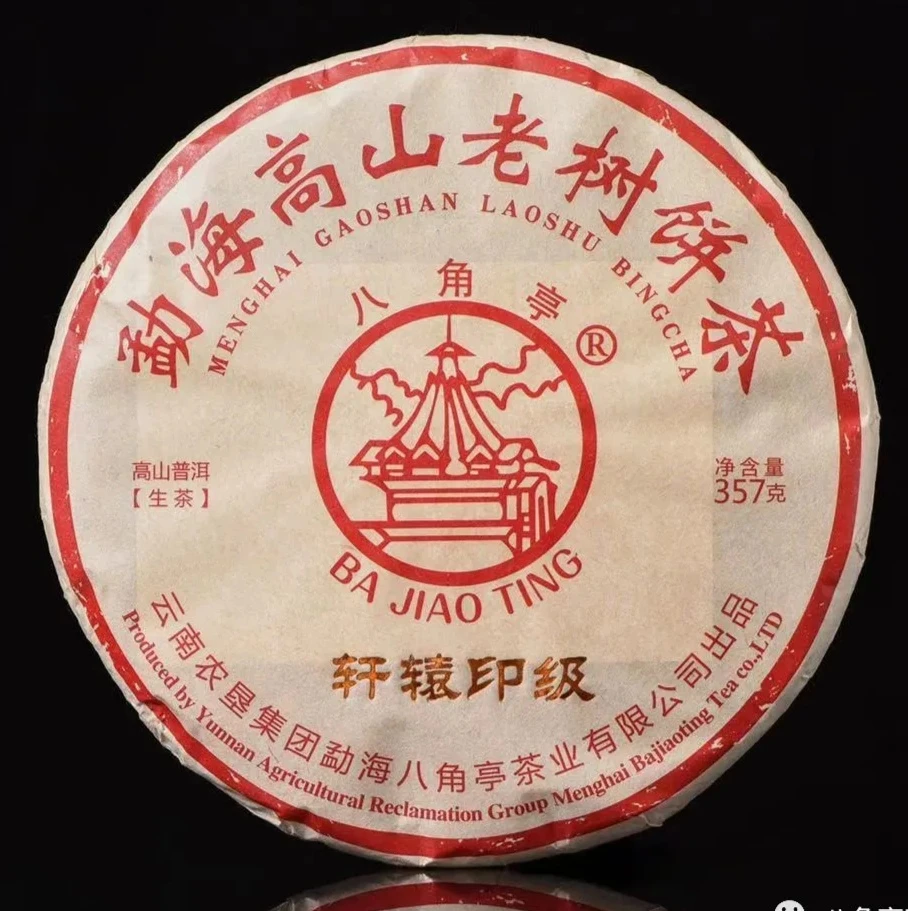 勐海高山老树饼茶
MENGHAI GAOSHAN LAOSHU BINGCHA
八角亭
®
高山普洱
【生茶】
净含量
357克
BA JIAO TING
轩辕印级
云南农垦集团勐海八角亭茶业有限公司出品
Produced by Yunnan Agricultural Reclamation Group Menghai Bajiaoting Tea co.,LTD